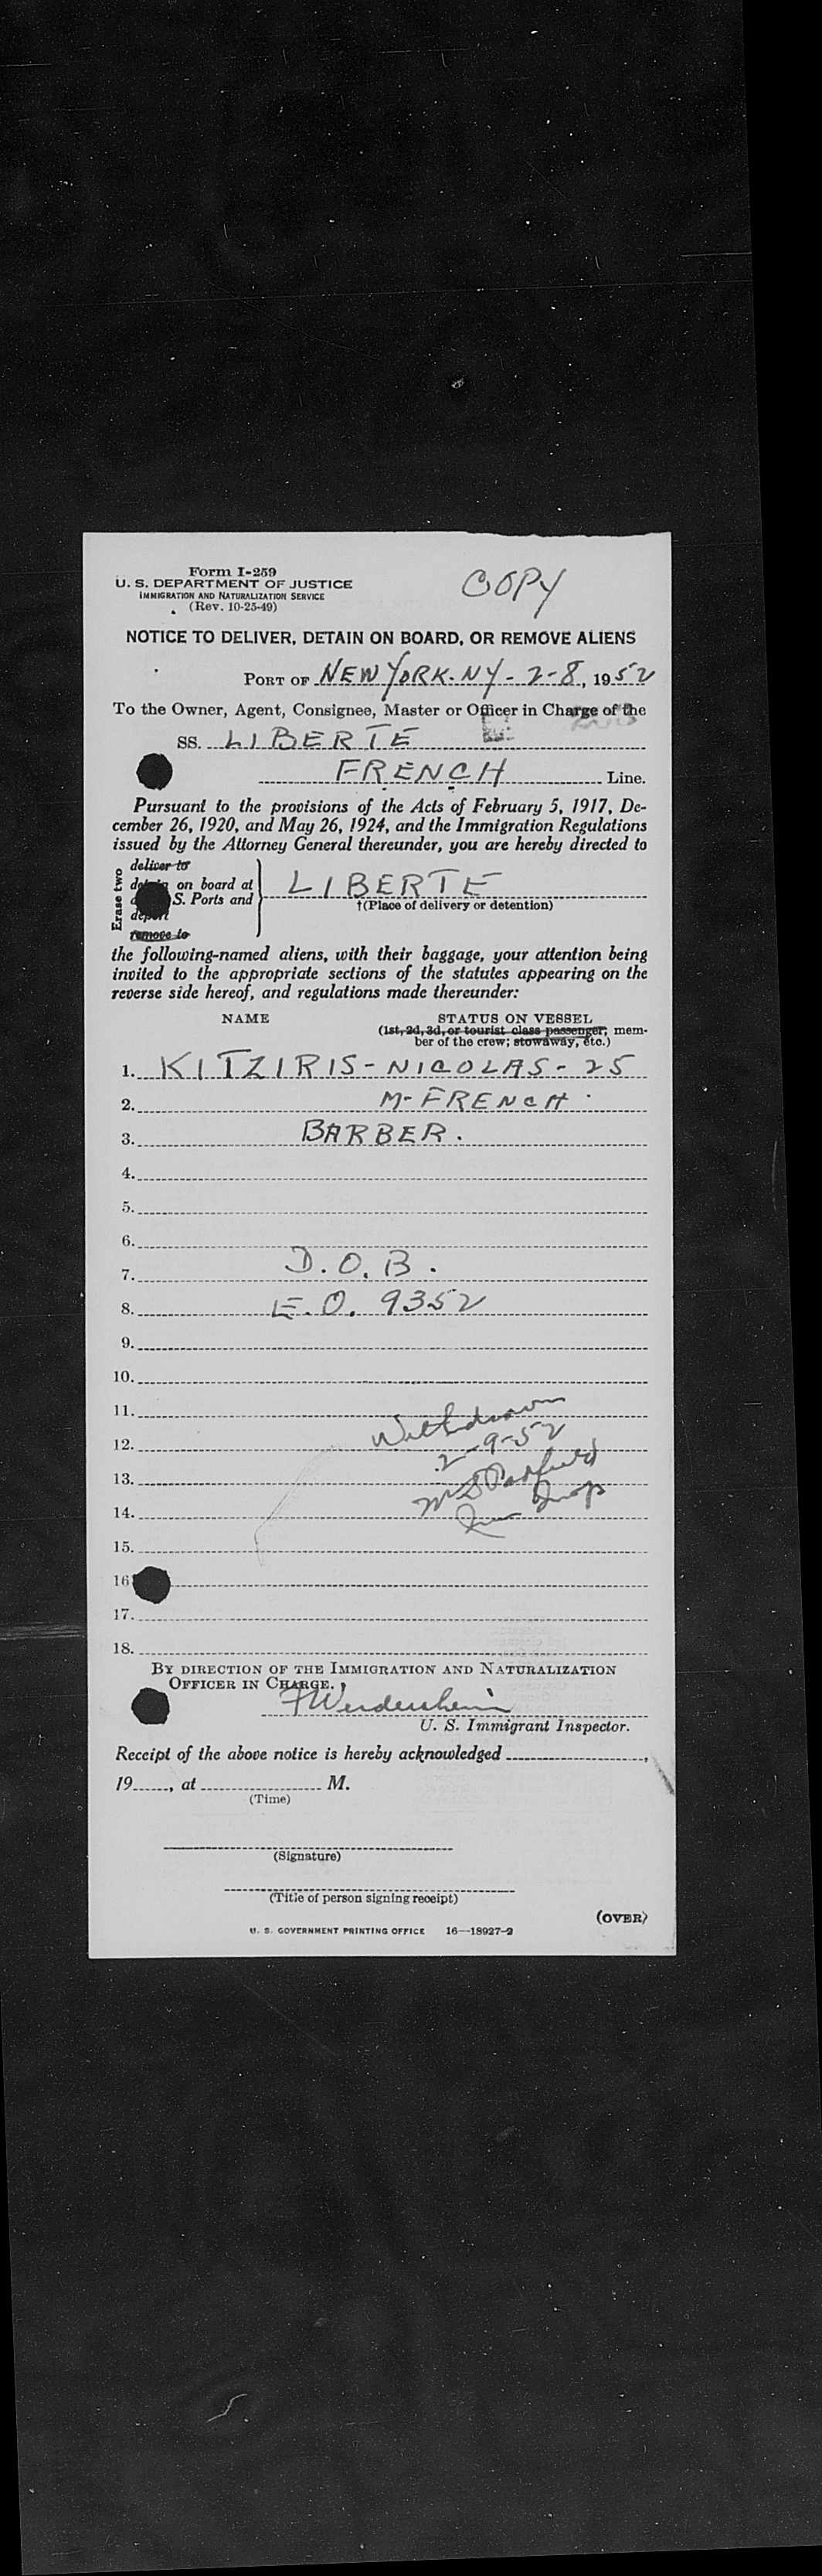 Form I-259
U. S. DEPARTMENT OF JUSTICE
IMMIGRATION AND NATURALIZATION SERVICE
(Rev. 10-25-49)
COPY
NOTICE TO DELIVER, DETAIN ON BOARD, OR REMOVE ALIENS
PORT OF NEW YORK. NY - 2-8, 1952
To the Owner, Agent, Consignee, Master or Officer in Charge of the
SS. LIBERTE
FRENCH Line.
Pursuant to the provisions of the Acts of February 5, 1917, De-
cember 26, 1920, and May 26, 1924, and the Immigration Regulations
issued by the Attorney General thereunder, you are hereby directed to
Erase two
deliver to
detain on board at
S. Ports and
deport
remove to
LIBERTE
†(Place of delivery or detention)
the following-named aliens, with their baggage, your attention being
invited to the appropriate sections of the statutes appearing on the
reverse side hereof, and regulations made thereunder:
NAME STATUS ON VESSEL
(1st, 2d, 3d, or tourist class passenger; mem-
ber of the crew; stowaway, etc.)
1. KITZIRIS - NICOLAS - 25
2. M - FRENCH
3. BARBER.
4.
5.
6.
7. D.O.B.
8. E.O. 9352
9.
10.
11. Withdrawn
12. 2-9-52
13.
14.
15.
16
17.
18.
BY DIRECTION OF THE IMMIGRATION AND NATURALIZATION
OFFICER IN CHARGE.
U. S. Immigrant Inspector.
Receipt of the above notice is hereby acknowledged
19, at M.
(Time)
(Signature)
(Title of person signing receipt)
(OVER)
U. S. GOVERNMENT PRINTING OFFICE 16—18927-2